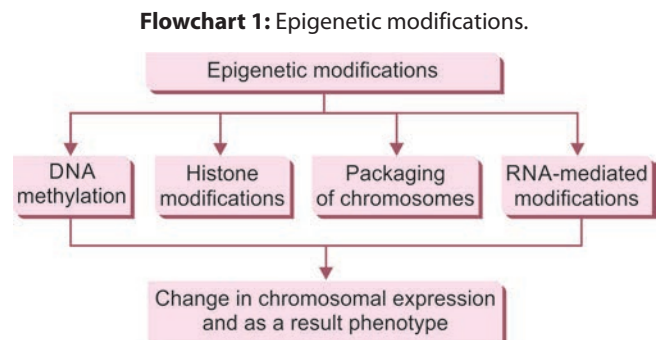 Flowchart 1: Epigenetic modifications.
Epigenetic modifications
DNA
methylation
Histone
modifications
Packaging
of chromosomes
RNA-mediated
modifications
Change in chromosomal expression
and as a result phenotype